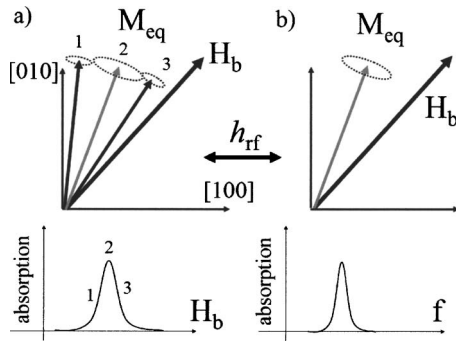 a)
M_eq
1 2 3
H_b
[010]
[100]
h_rf
b)
M_eq
H_b
absorption
2
1 3
H_b
absorption
f